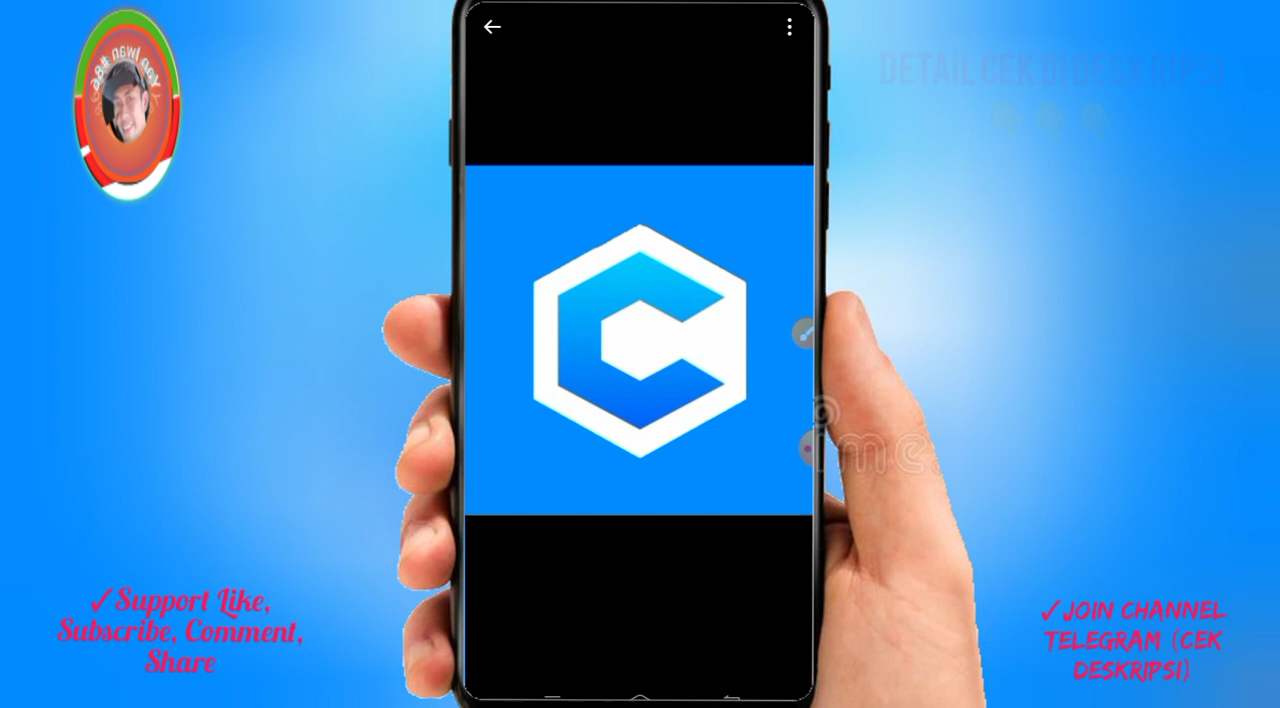 DETAIL CEK DI DESKRIPSI
✓Support Like,
Subscribe, Comment,
Share
✓JOIN CHANNEL
TELEGRAM (CEK
DESKRIPSI)